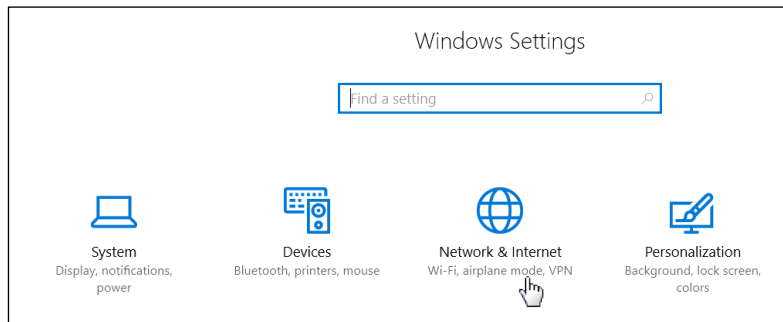 Windows Settings
Find a setting
System
Display, notifications,
power
Devices
Bluetooth, printers, mouse
Network & Internet
Wi-Fi, airplane mode, VPN
Personalization
Background, lock screen,
colors